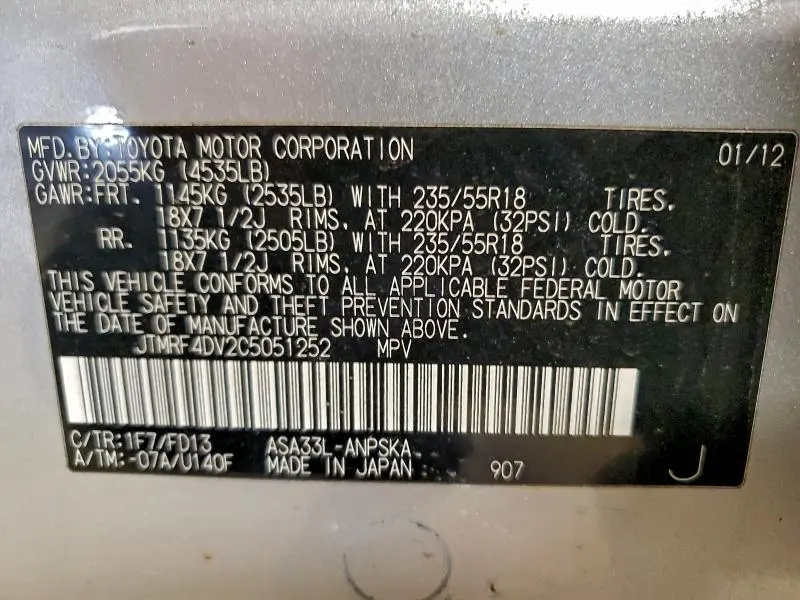 MFD. BY: TOYOTA MOTOR CORPORATION 01/12
GVWR: 2055KG (4535LB)
GAWR: FRT. 1145KG (2535LB) WITH 235/55R18 TIRES.
18X7 1/2J RIMS, AT 220KPA (32PSI) COLD.
RR. 1135KG (2505LB) WITH 235/55R18 TIRES.
18X7 1/2J RIMS, AT 220KPA (32PSI) COLD.
THIS VEHICLE CONFORMS TO ALL APPLICABLE FEDERAL MOTOR
VEHICLE SAFETY AND THEFT PREVENTION STANDARDS IN EFFECT ON
THE DATE OF MANUFACTURE SHOWN ABOVE.
JTMRF4DV2C5051252 MPV
C/TR: 1F7/FD13 ASA33L-ANPSKA
A/TM: -07A/U140F MADE IN JAPAN 907 J